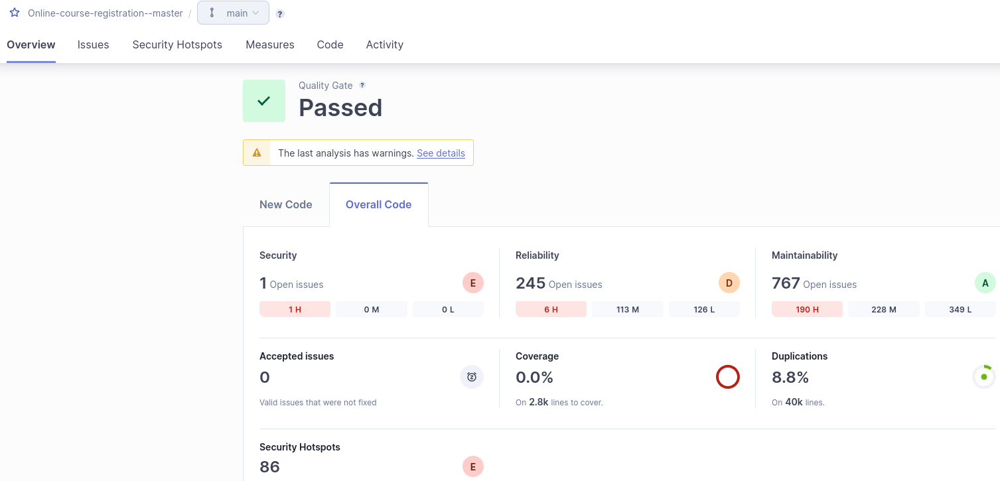 Online-course-registration--master / main ?
Overview Issues Security Hotspots Measures Code Activity
Quality Gate ?
Passed
The last analysis has warnings. See details
New Code Overall Code
Security Reliability Maintainability
1 Open issues E 245 Open issues D 767 Open issues A
1 H 0 M 0 L 6 H 113 M 126 L 190 H 228 M 349 L
Accepted issues Coverage Duplications
0 0.0% 8.8%
Valid issues that were not fixed On 2.8k lines to cover. On 40k lines.
Security Hotspots
86 E